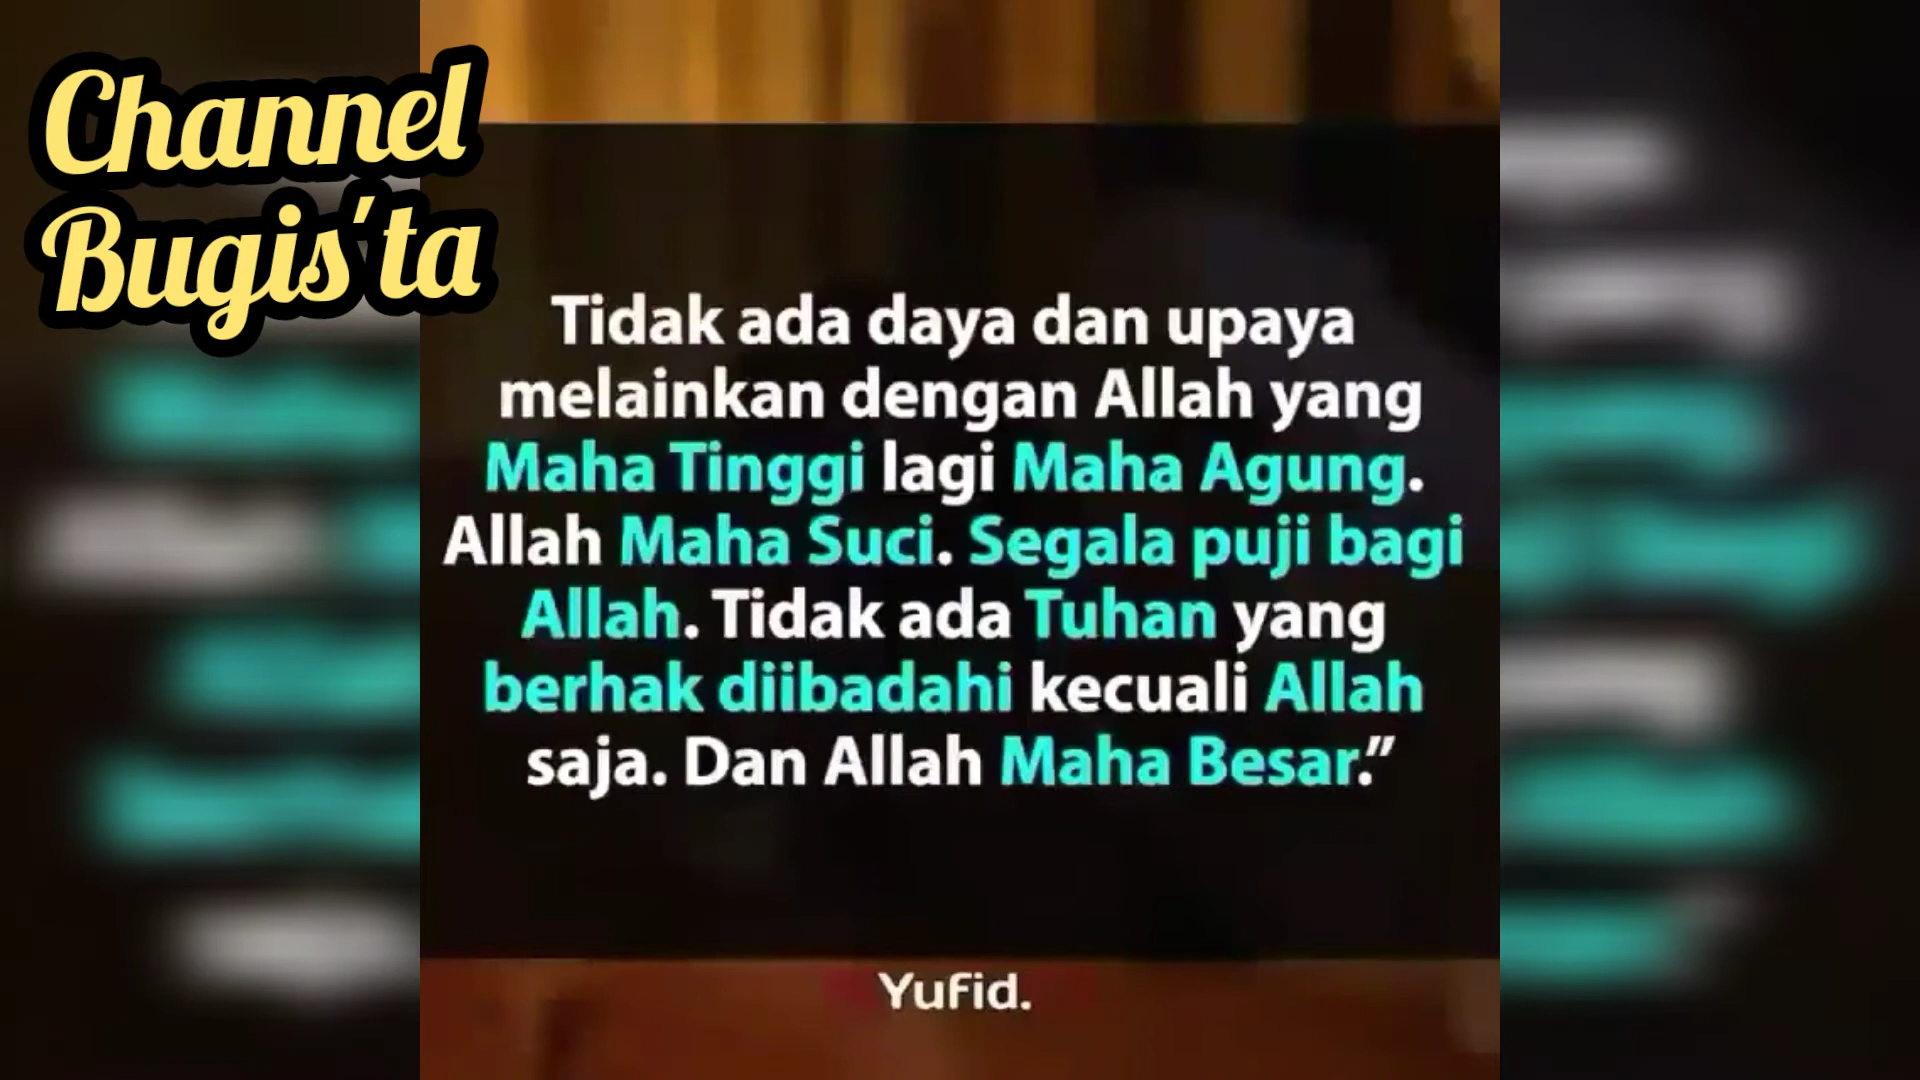 Channel
Bugis'ta
Tidak ada daya dan upaya
melainkan dengan Allah yang
Maha Tinggi lagi Maha Agung.
Allah Maha Suci. Segala puji bagi
Allah. Tidak ada Tuhan yang
berhak diibadahi kecuali Allah
saja. Dan Allah Maha Besar.”
Yufid.